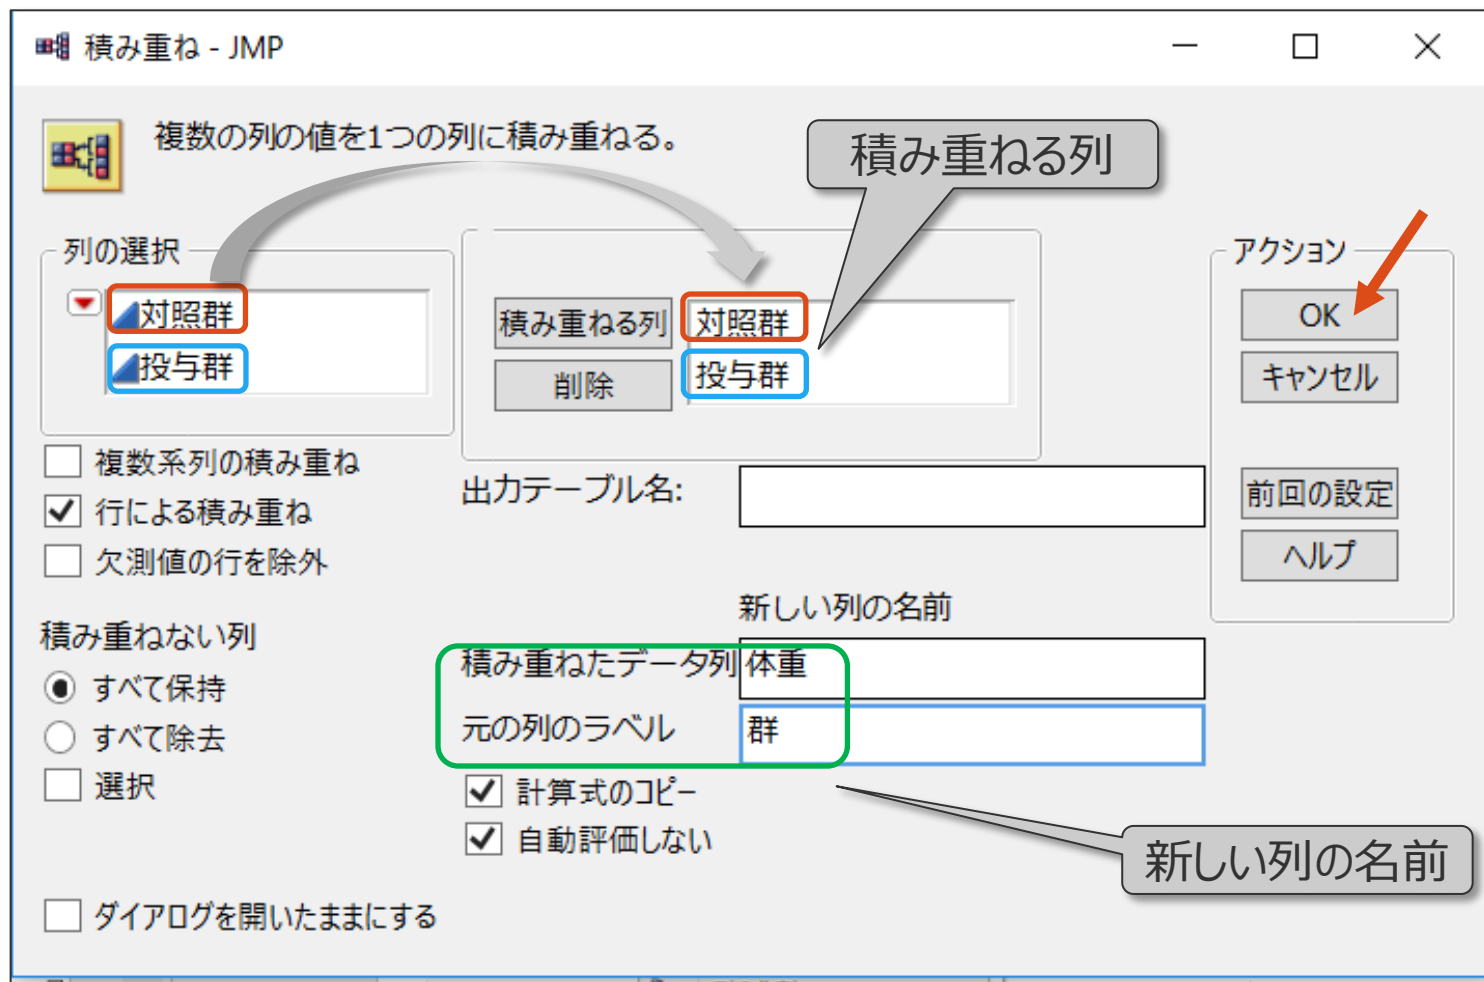 積み重ね - JMP
複数の列の値を1つの列に積み重ねる。
積み重ねる列
列の選択
対照群
投与群
積み重ねる列
対照群
削除
投与群
アクション
OK
キャンセル
前回の設定
ヘルプ
複数系列の積み重ね
行による積み重ね
欠測値の行を除外
出力テーブル名:
積み重ねない列
すべて保持
すべて除去
選択
新しい列の名前
積み重ねたデータ列 体重
元の列のラベル 群
計算式のコピー
自動評価しない
新しい列の名前
ダイアログを開いたままにする